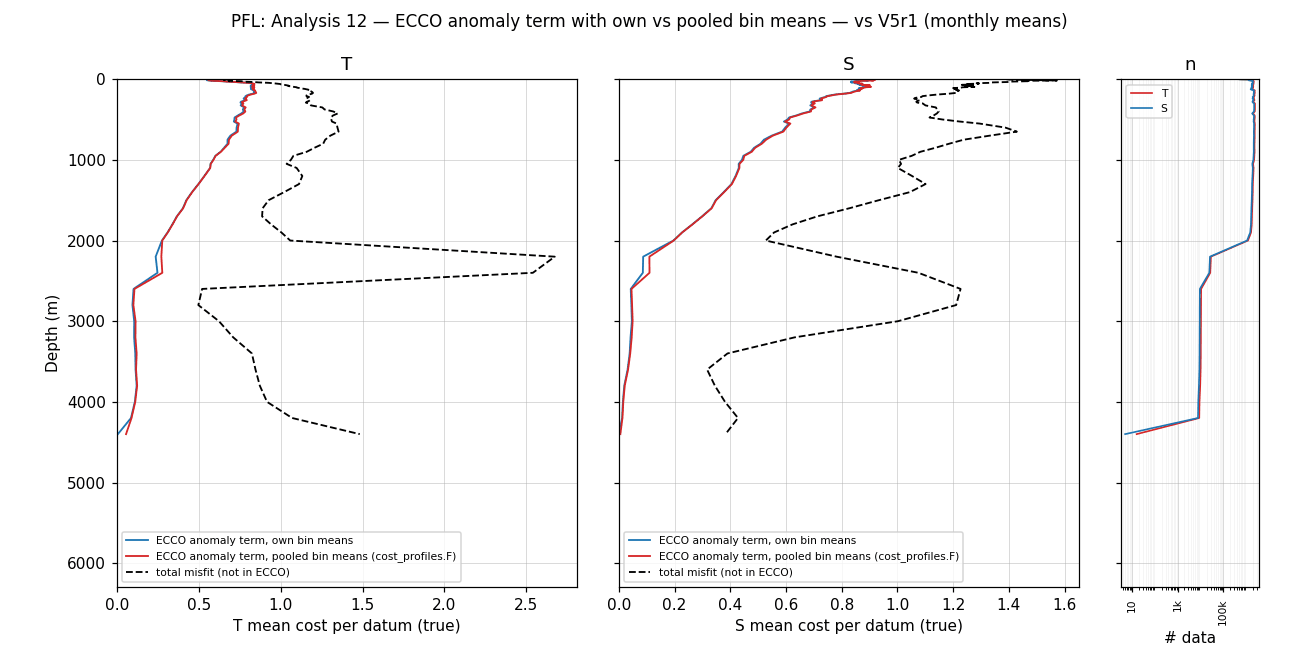 PFL: Analysis 12 — ECCO anomaly term with own vs pooled bin means — vs V5r1 (monthly means)
T
S
n
0
1000
2000
3000
4000
5000
6000
Depth (m)
ECCO anomaly term, own bin means
ECCO anomaly term, pooled bin means (cost_profiles.F)
total misfit (not in ECCO)
0.0 0.5 1.0 1.5 2.0 2.5
T mean cost per datum (true)
ECCO anomaly term, own bin means
ECCO anomaly term, pooled bin means (cost_profiles.F)
total misfit (not in ECCO)
0.0 0.2 0.4 0.6 0.8 1.0 1.2 1.4 1.6
S mean cost per datum (true)
T
S
10 1k 100k
# data